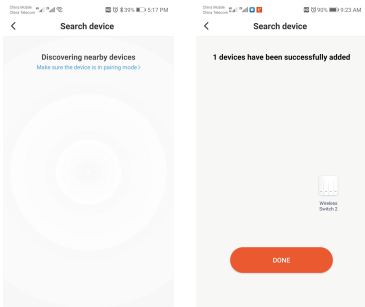 China Mobile
China Telecom
39%
5:17 PM
Search device
Discovering nearby devices
Make sure the device is in pairing mode >
China Mobile
China Telecom
90%
9:23 AM
Search device
1 devices have been successfully added
Wireless
Switch 2
DONE